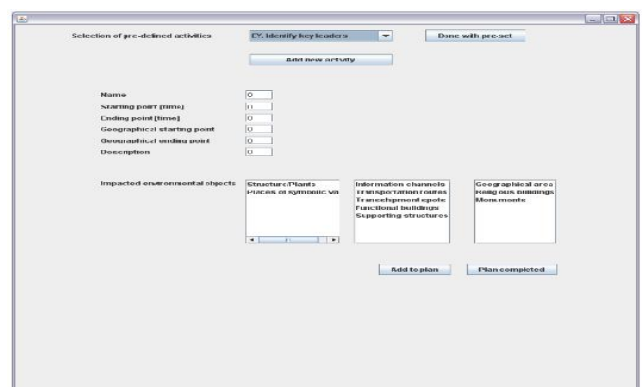 Selection of pre-defined activities
EY. Identify key leaders
Done with pre-set
Add new activity
Name 0
Starting point [time] 0
Ending point [time] 0
Geographical starting point 0
Geographical ending point 0
Description 0
Impacted environmental objects
Structure/Plants
Places of symbolic va
Information channels
Transportation routes
Transshipment spots
Functional buildings
Supporting structures
Geographical area
Religious buildings
Monuments
Add to plan
Plan completed